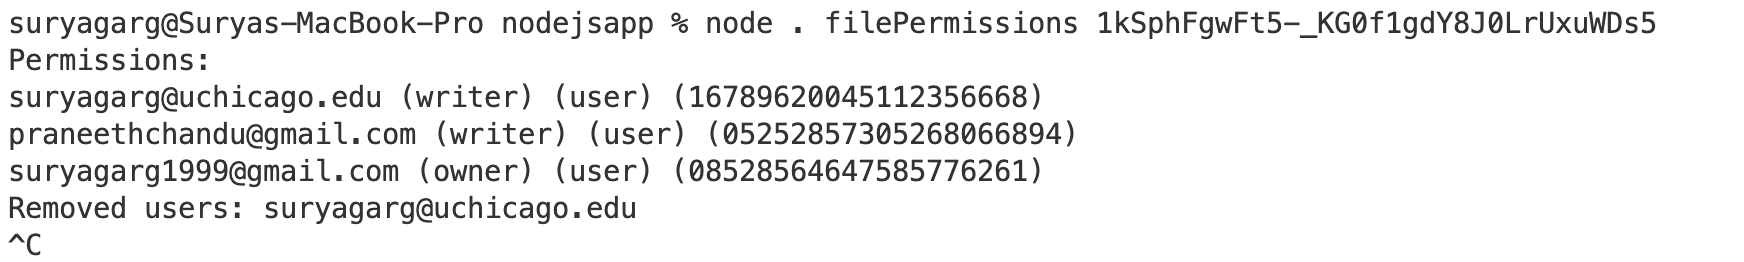 suryagarg@Suryas-MacBook-Pro nodejsapp % node . filePermissions 1kSphFgwFt5-_KG0f1gdY8J0LrUxuWDs5
Permissions:
suryagarg@uchicago.edu (writer) (user) (16789620045112356668)
praneethchandu@gmail.com (writer) (user) (05252857305268066894)
suryagarg1999@gmail.com (owner) (user) (08528564647585776261)
Removed users: suryagarg@uchicago.edu
^C